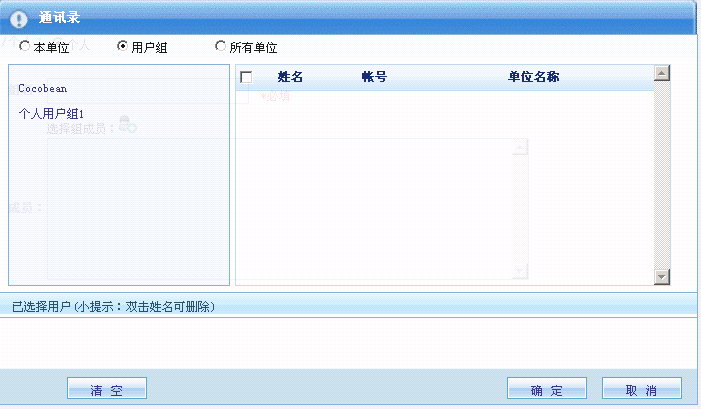 通讯录
本单位 用户组 所有单位
个人
姓名 帐号 单位名称
Cocobean
*必填
个人用户组1
选择组成员：
成员：
已选择用户(小提示：双击姓名可删除)
清 空 确 定 取 消